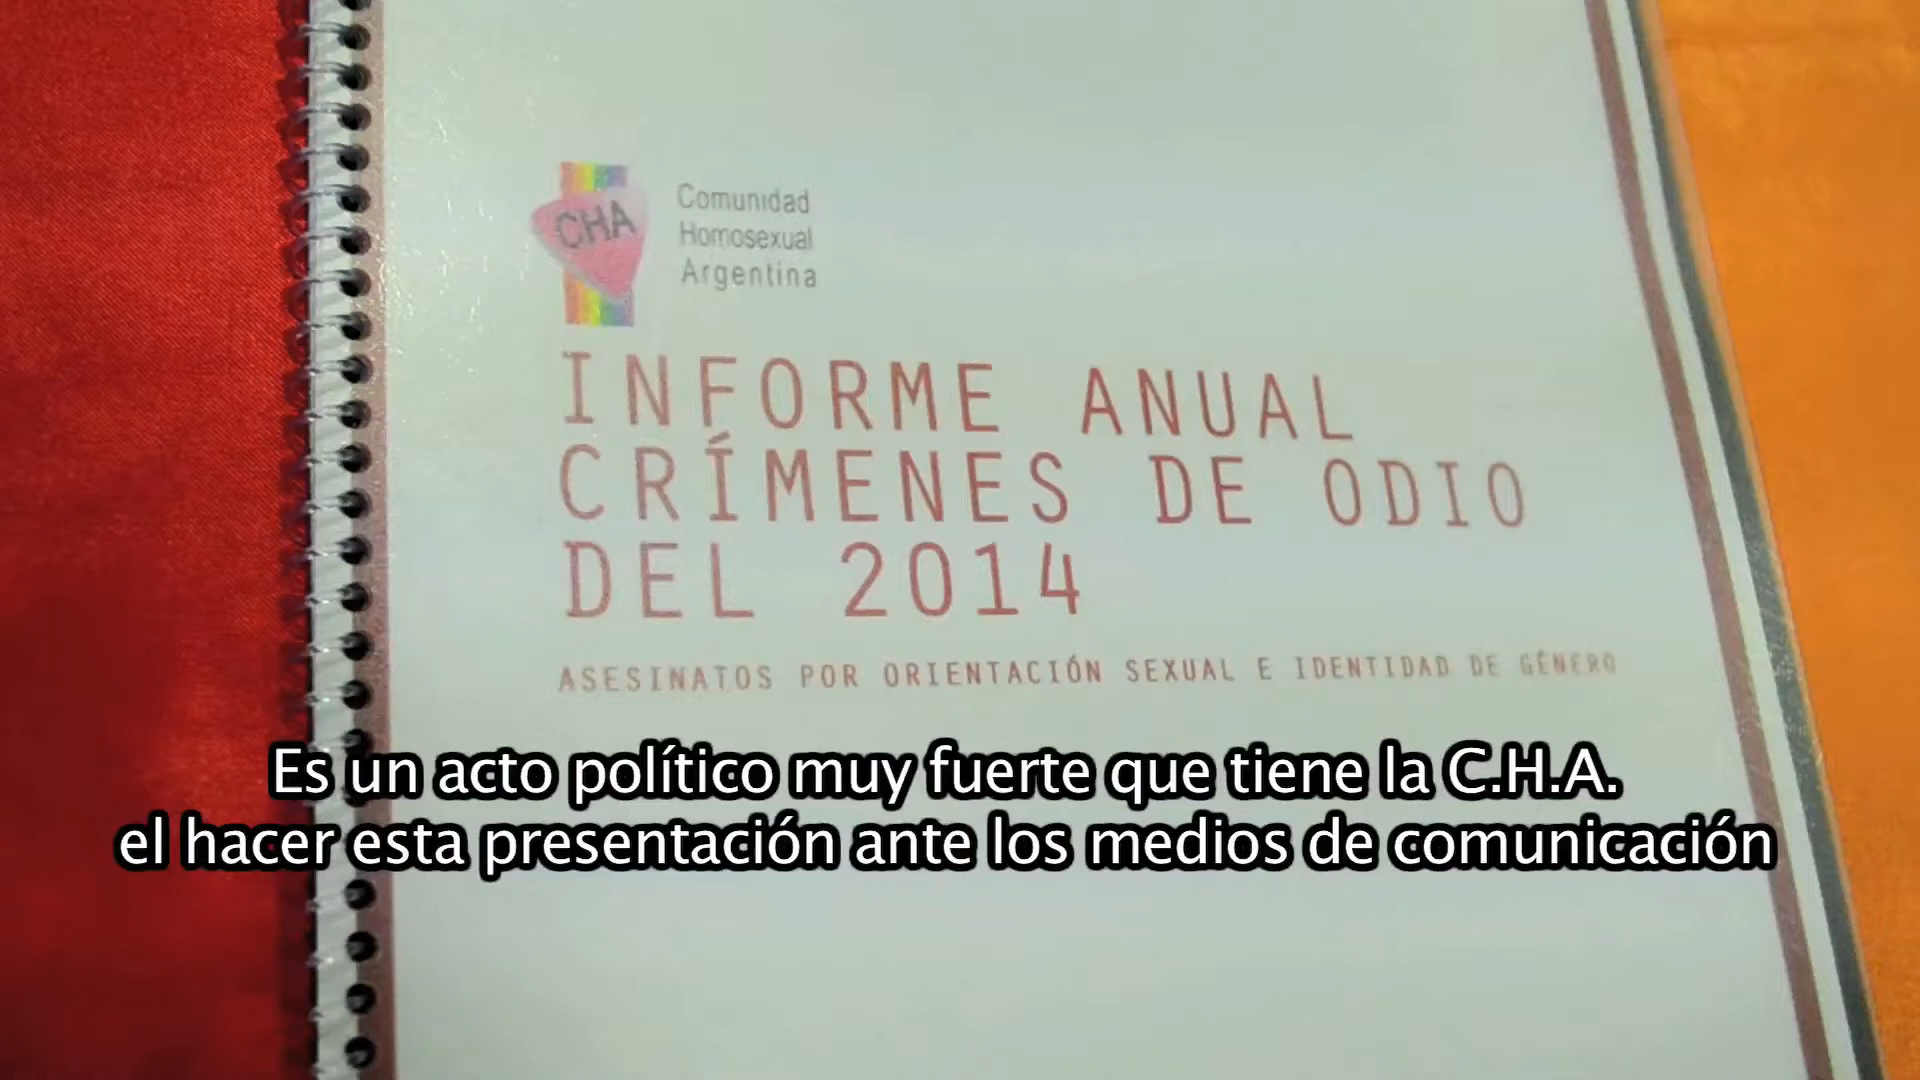 CHA
Comunidad
Homosexual
Argentina
INFORME ANUAL
CRÍMENES DE ODIO
DEL 2014
ASESINATOS POR ORIENTACIÓN SEXUAL E IDENTIDAD DE GÉNERO
Es un acto político muy fuerte que tiene la C.H.A.
el hacer esta presentación ante los medios de comunicación